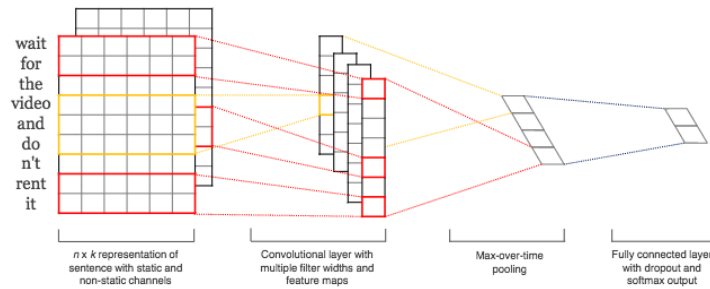 wait
for
the
video
and
do
n't
rent
it
n x k representation of
sentence with static and
non-static channels
Convolutional layer with
multiple filter widths and
feature maps
Max-over-time
pooling
Fully connected layer
with dropout and
softmax output